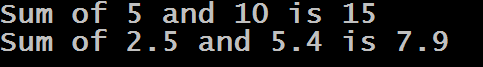 Sum of 5 and 10 is 15
Sum of 2.5 and 5.4 is 7.9